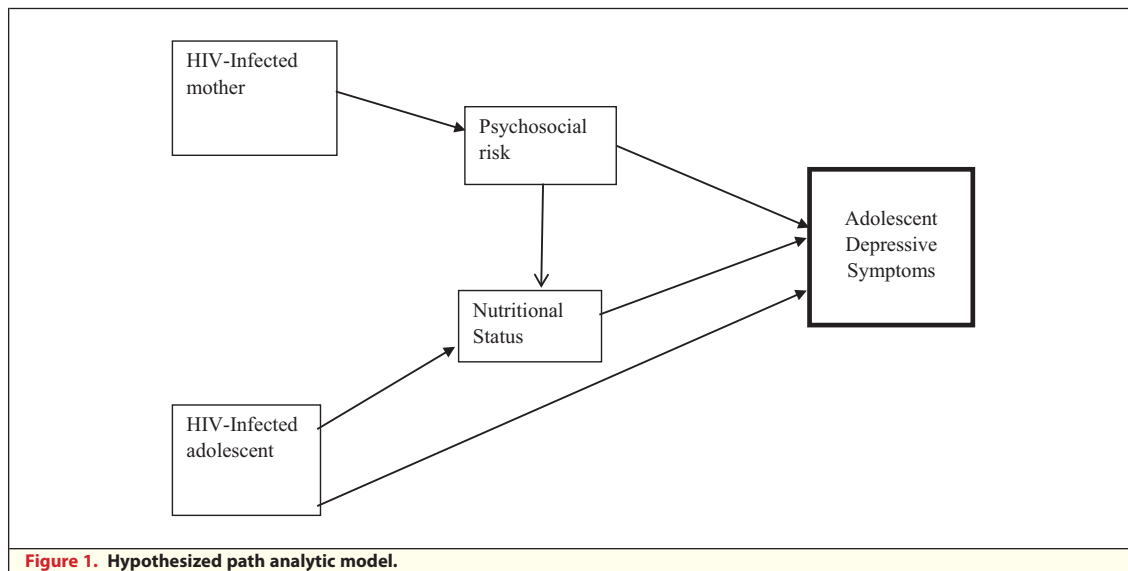 HIV-Infected
mother
Psychosocial
risk
Adolescent
Depressive
Symptoms
Nutritional
Status
HIV-Infected
adolescent
Figure 1. Hypothesized path analytic model.